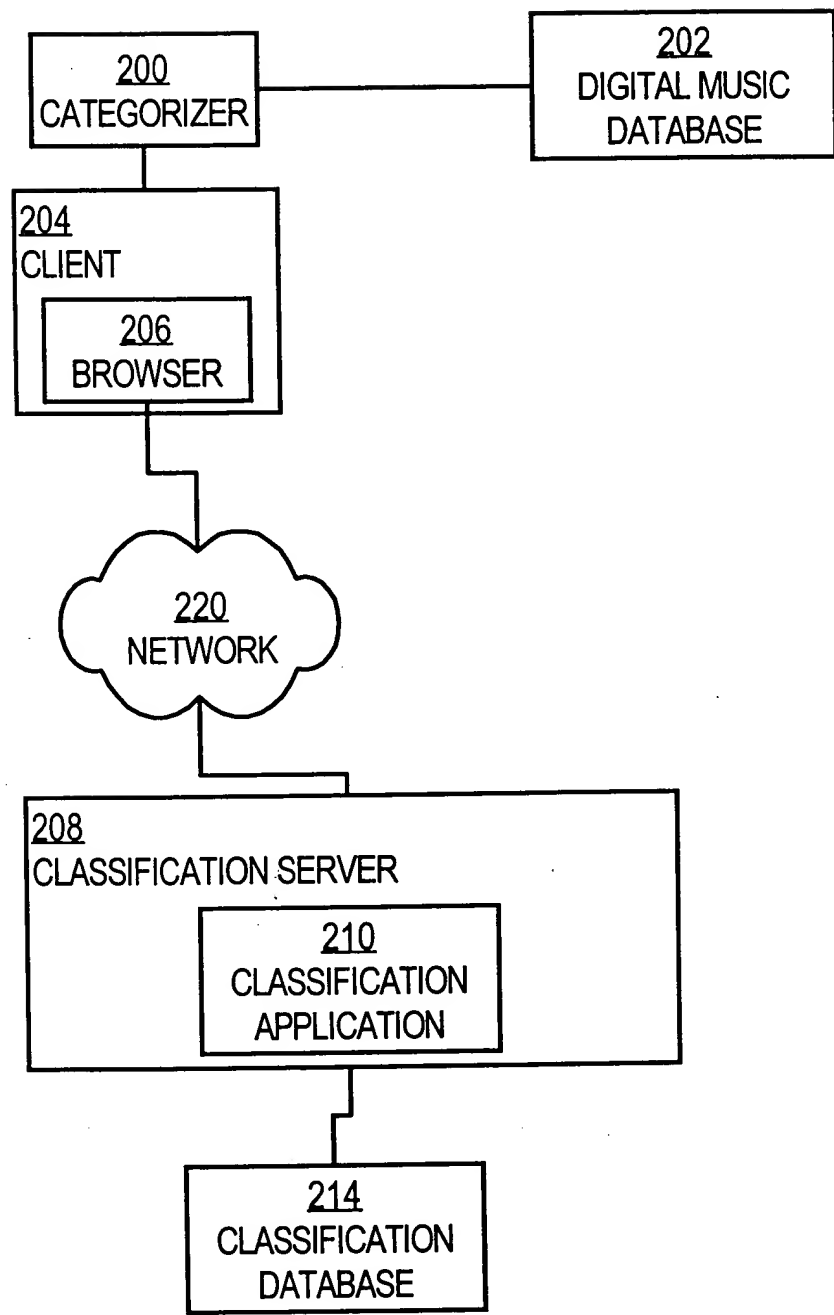 200
CATEGORIZER
202
DIGITAL MUSIC
DATABASE
204
CLIENT
206
BROWSER
220
NETWORK
208
CLASSIFICATION SERVER
210
CLASSIFICATION
APPLICATION
214
CLASSIFICATION
DATABASE